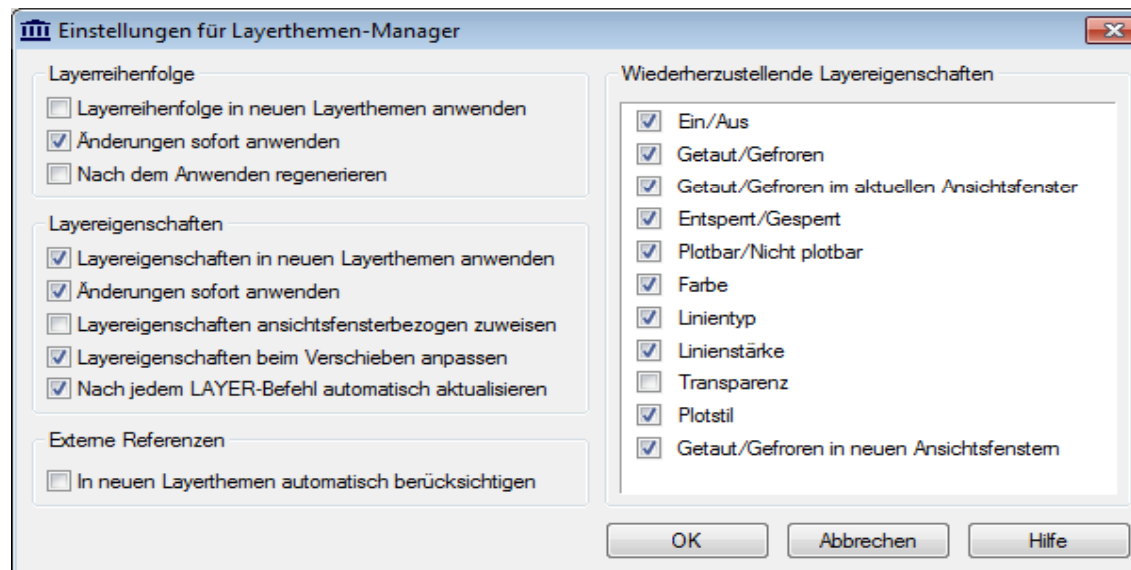 Einstellungen für Layerthemen-Manager
Layerreihenfolge
Layerreihenfolge in neuen Layerthemen anwenden
Änderungen sofort anwenden
Nach dem Anwenden regenerieren
Layereigenschaften
Layereigenschaften in neuen Layerthemen anwenden
Änderungen sofort anwenden
Layereigenschaften ansichtsfensterbezogen zuweisen
Layereigenschaften beim Verschieben anpassen
Nach jedem LAYER-Befehl automatisch aktualisieren
Externe Referenzen
In neuen Layerthemen automatisch berücksichtigen
Wiederherzustellende Layereigenschaften
Ein/Aus
Getaut/Gefroren
Getaut/Gefroren im aktuellen Ansichtsfenster
Entsperrt/Gesperrt
Plotbar/Nicht plotbar
Farbe
Linientyp
Linienstärke
Transparenz
Plotstil
Getaut/Gefroren in neuen Ansichtsfenstern
OK
Abbrechen
Hilfe